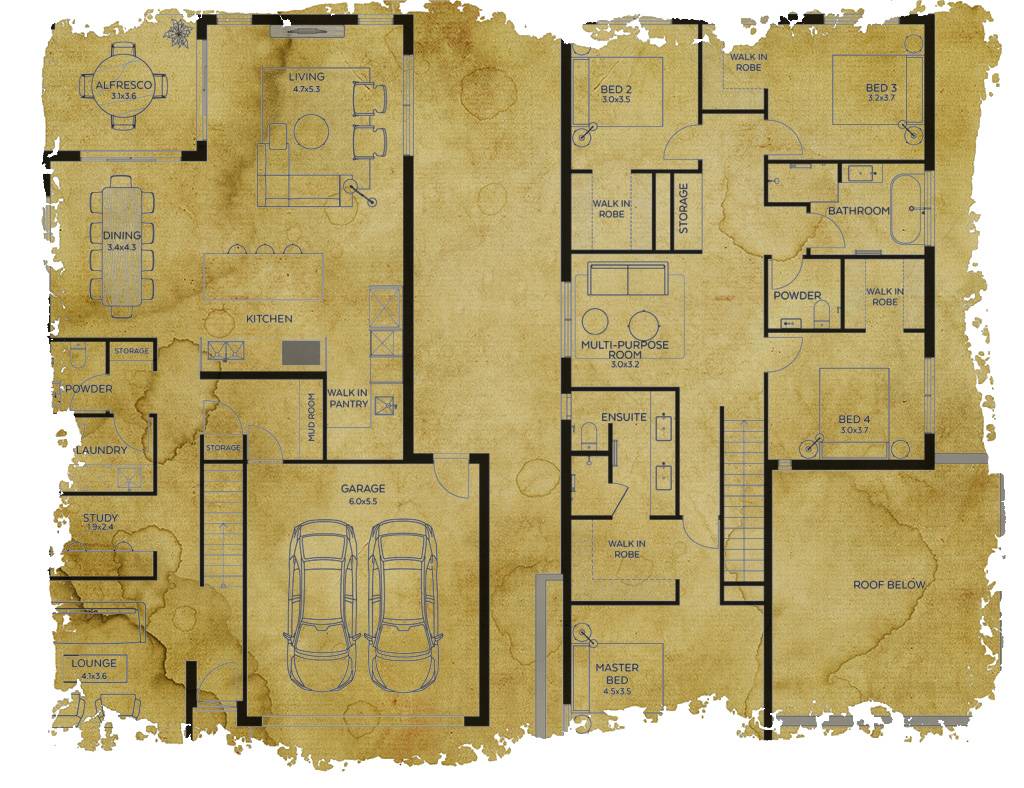 ALFRESCO
3.1x3.6
LIVING
4.7x5.3
DINING
3.4x4.3
KITCHEN
STORAGE
POWDER
LAUNDRY
STUDY
1.9x2.4
LOUNGE
4.1x3.6
STORAGE
MUD ROOM
WALK IN
PANTRY
GARAGE
6.0x5.5
BED 2
3.0x3.5
WALK IN
ROBE
BED 3
3.2x3.7
WALK IN
ROBE
STORAGE
BATHROOM
POWDER
WALK IN
ROBE
MULTI-PURPOSE
ROOM
3.0x3.2
ENSUITE
BED 4
3.0x3.7
WALK IN
ROBE
ROOF BELOW
MASTER
BED
4.5x3.5